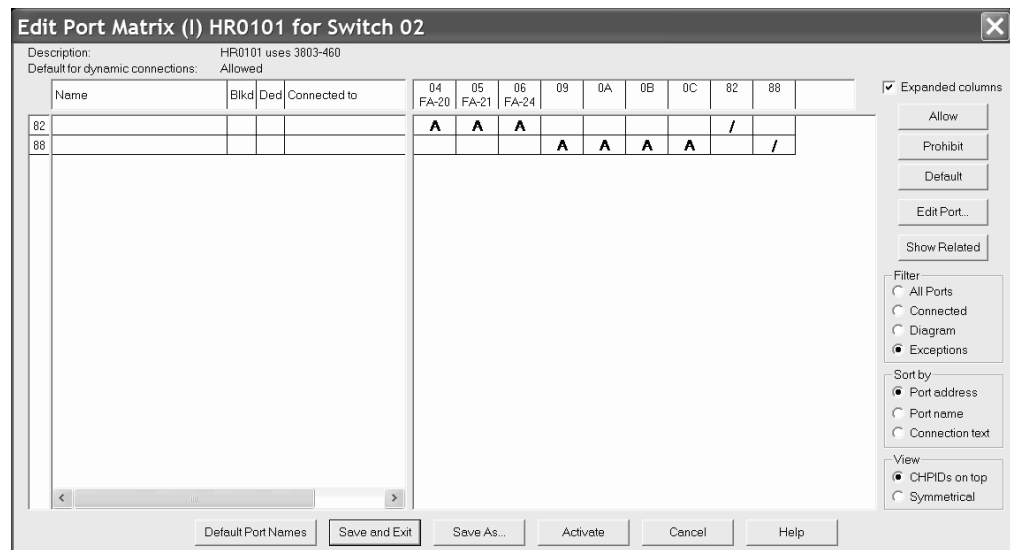 Edit Port Matrix (I) HR0101 for Switch 02
Description: HR0101 uses 3803-460
Default for dynamic connections: Allowed
Name Blkd Ded Connected to
04 05 06 09 0A 0B 0C 82 88
FA-20 FA-21 FA-24
82 A A A /
88 A A A A /
Expanded columns
Allow
Prohibit
Default
Edit Port...
Show Related
Filter
All Ports
Connected
Diagram
Exceptions
Sort by
Port address
Port name
Connection text
View
CHPIDs on top
Symmetrical
Default Port Names Save and Exit Save As... Activate Cancel Help